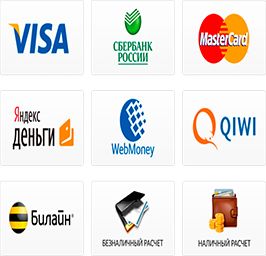 VISA
СБЕРБАНК
РОССИИ
MasterCard
Яндекс
деньги
WebMoney
QIWI
Билайн®
БЕЗНАЛИЧНЫЙ РАСЧЕТ
НАЛИЧНЫЙ РАСЧЕТ